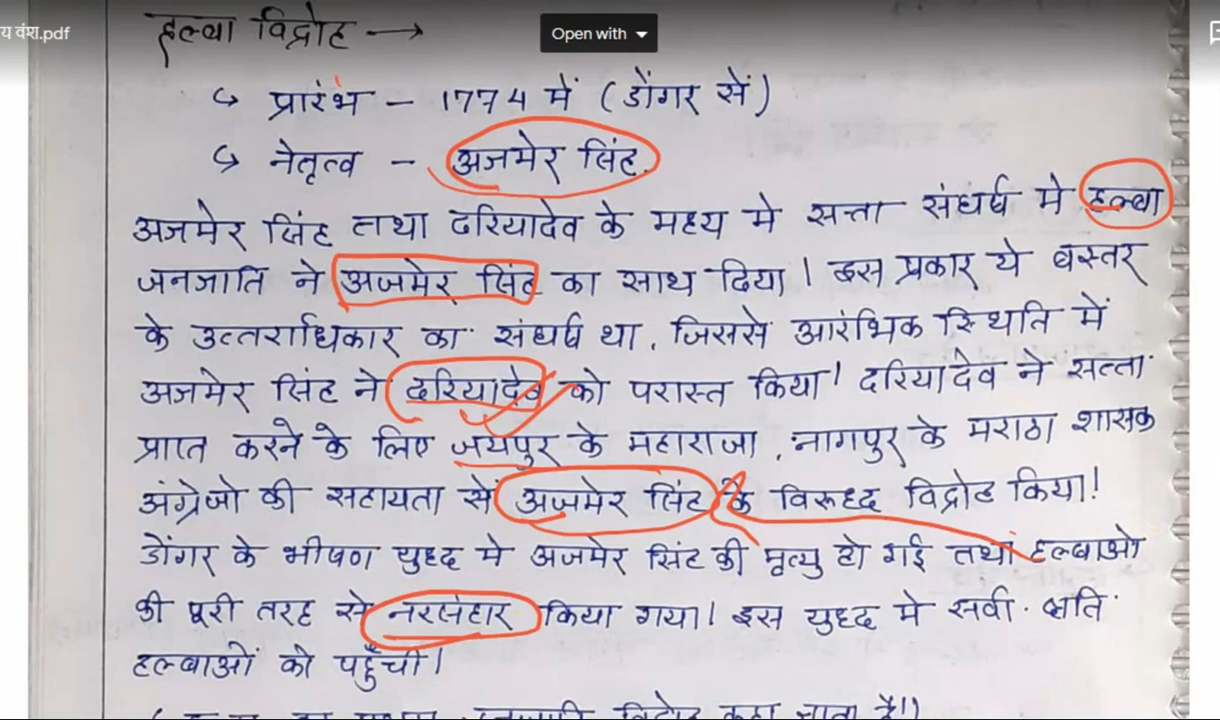 य वंश.pdf
Open with
हल्बा विद्रोह →
↳ प्रारंभ - 1774 में (डोंगर सें)
↳ नेतृत्व - अजमेर सिंह.
अजमेर सिंह तथा दरियादेव के मध्य मे सत्ता संघर्ष मे हल्बा
जनजाति ने अजमेर सिंह का साथ दिया। इस प्रकार ये बस्तर
के उत्तराधिकार का संघर्ष था, जिससे आरंभिक स्थिति में
अजमेर सिंह ने दरियादेव को परास्त किया! दरियादेव ने सत्ता
प्राप्त करने के लिए जयपुर के महाराजा, नागपुर के मराठा शासक
अंग्रेजो की सहायता सें अजमेर सिंह के विरूध्द विद्रोह किया!
डोंगर के भीषण युध्द मे अजमेर सिंह की मृत्यु हो गई तथा हल्बाओ
की पूरी तरह से नरसंहार किया गया। इस युध्द मे सर्वा. क्षति
हल्बाओं को पहुँची।
विद्रोह कहा जाता है!)